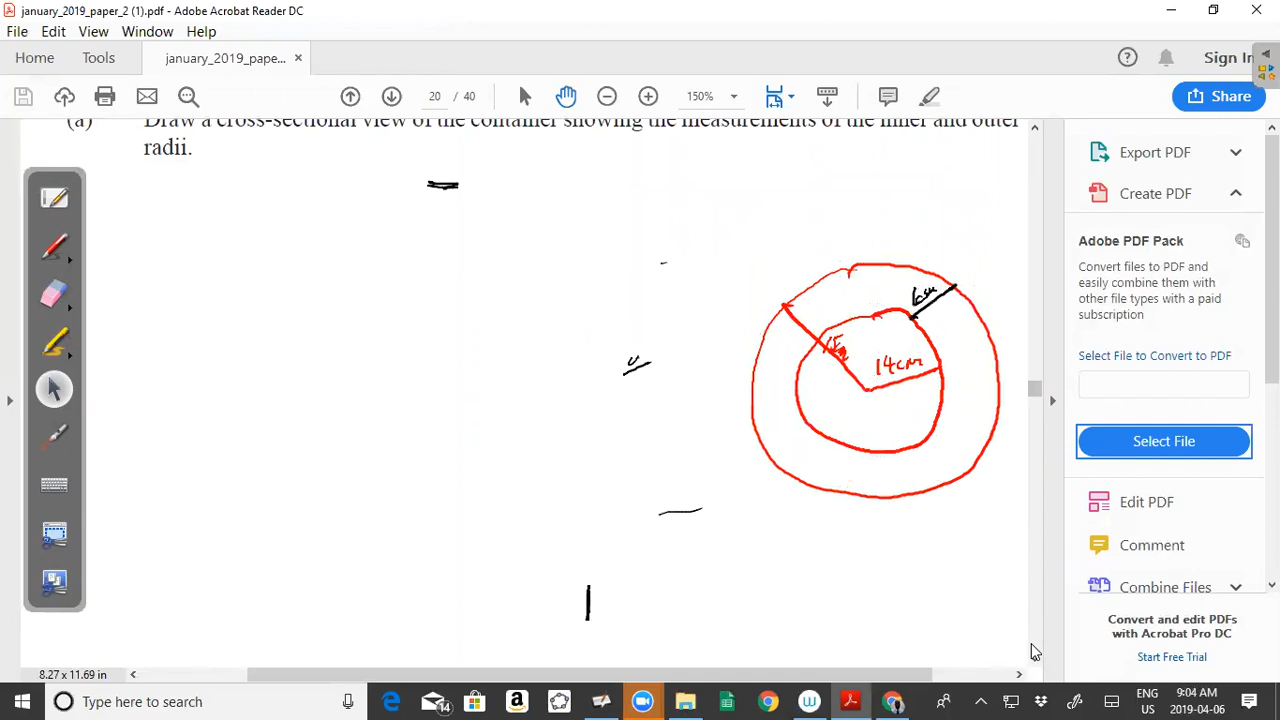 january_2019_paper_2 (1).pdf - Adobe Acrobat Reader DC
File Edit View Window Help
Home Tools january_2019_pape... × Sign In
20 / 40 150% Share
(a) Draw a cross-sectional view of the container showing the measurements of the inner and outer
radii.
14cm
Export PDF
Create PDF
Adobe PDF Pack
Convert files to PDF and
easily combine them with
other file types with a paid
subscription
Select File to Convert to PDF
Select File
Edit PDF
Comment
Combine Files
Convert and edit PDFs
with Acrobat Pro DC
Start Free Trial
8.27 x 11.69 in
Type here to search
14
ENG
US
9:04 AM
2019-04-06